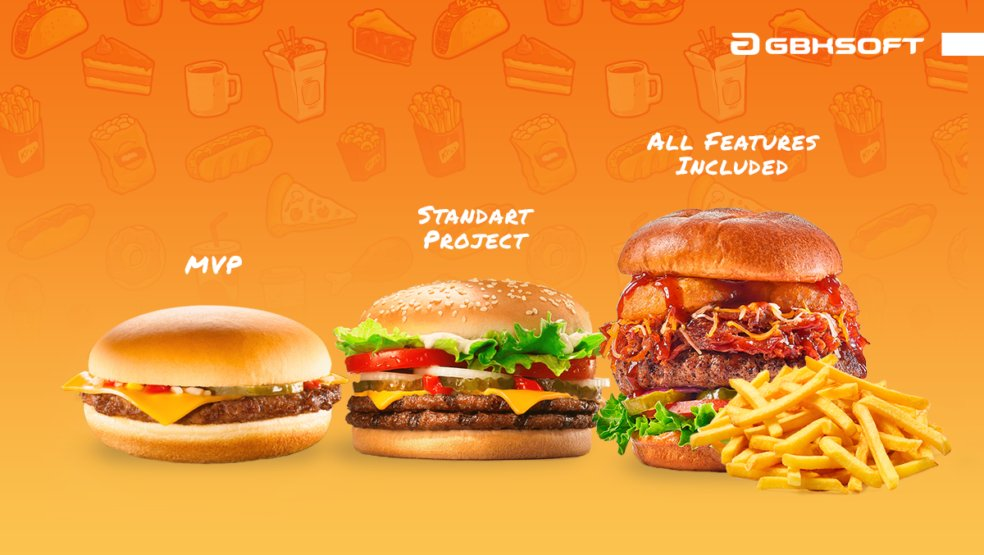 GBKSOFT
All Features
Included
Standart
Project
MVP